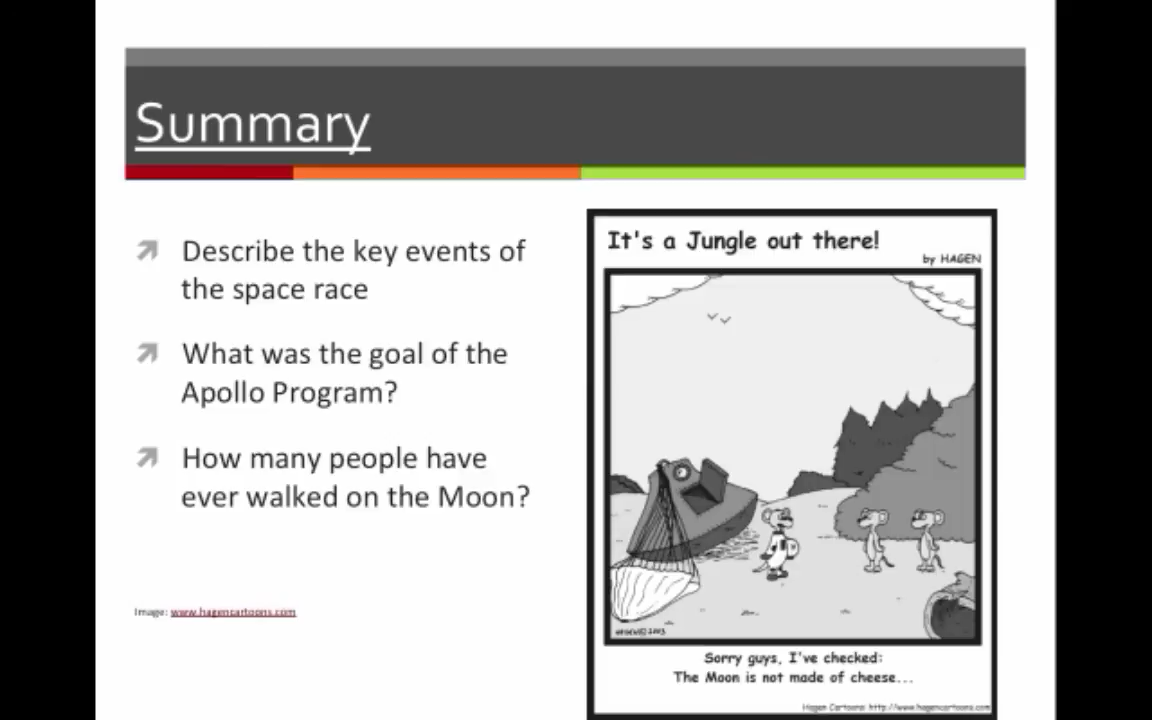 Summary
Describe the key events of
the space race
What was the goal of the
Apollo Program?
How many people have
ever walked on the Moon?
Image: www.hagencartoons.com
It's a Jungle out there!
by HAGEN
Sorry guys, I've checked:
The Moon is not made of cheese...
Hagen Cartoons: http://www.hagencartoons.com